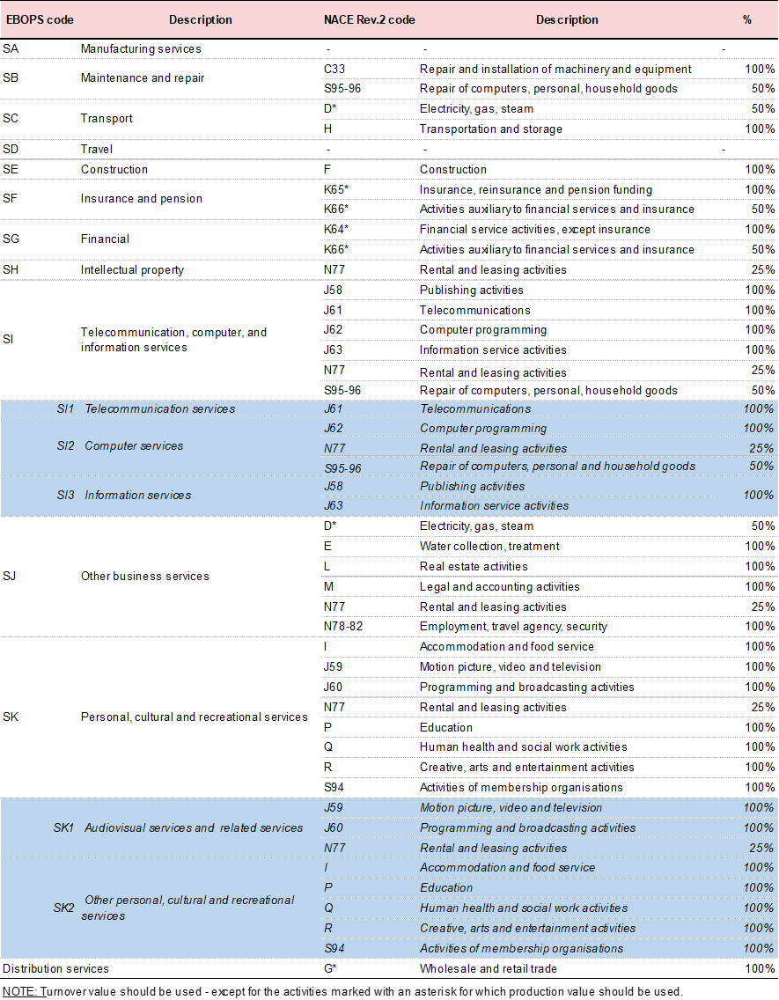 EBOPS code Description NACE Rev.2 code Description %
SA Manufacturing services - - -
SB Maintenance and repair C33 Repair and installation of machinery and equipment 100%
S95-96 Repair of computers, personal, household goods 50%
SC Transport D* Electricity, gas, steam 50%
H Transportation and storage 100%
SD Travel - - -
SE Construction F Construction 100%
SF Insurance and pension K65* Insurance, reinsurance and pension funding 100%
K66* Activities auxiliary to financial services and insurance 50%
SG Financial K64* Financial service activities, except insurance 100%
K66* Activities auxiliary to financial services and insurance 50%
SH Intellectual property N77 Rental and leasing activities 25%
SI Telecommunication, computer, and
information services
J58 Publishing activities 100%
J61 Telecommunications 100%
J62 Computer programming 100%
J63 Information service activities 100%
N77 Rental and leasing activities 25%
S95-96 Repair of computers, personal, household goods 50%
SI1 Telecommunication services J61 Telecommunications 100%
SI2 Computer services J62 Computer programming 100%
N77 Rental and leasing activities 25%
S95-96 Repair of computers, personal and household goods 50%
SI3 Information services J58 Publishing activities 100%
J63 Information service activities
SJ Other business services D* Electricity, gas, steam 50%
E Water collection, treatment 100%
L Real estate activities 100%
M Legal and accounting activities 100%
N77 Rental and leasing activities 25%
N78-82 Employment, travel agency, security 100%
SK Personal, cultural and recreational services I Accommodation and food service 100%
J59 Motion picture, video and television 100%
J60 Programming and broadcasting activities 100%
N77 Rental and leasing activities 25%
P Education 100%
Q Human health and social work activities 100%
R Creative, arts and entertainment activities 100%
S94 Activities of membership organisations 100%
SK1 Audiovisual services and related services J59 Motion picture, video and television 100%
J60 Programming and broadcasting activities 100%
N77 Rental and leasing activities 25%
SK2 Other personal, cultural and recreational
services
I Accommodation and food service 100%
P Education 100%
Q Human health and social work activities 100%
R Creative, arts and entertainment activities 100%
S94 Activities of membership organisations 100%
Distribution services G* Wholesale and retail trade 100%
NOTE: Turnover value should be used - except for the activities marked with an asterisk for which production value should be used.